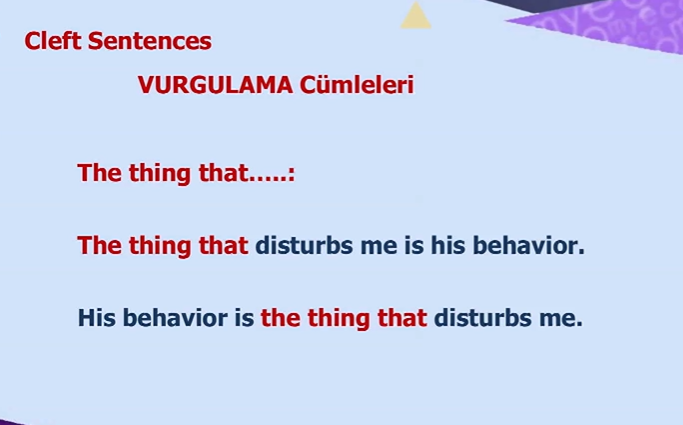 Cleft Sentences
VURGULAMA Cümleleri
The thing that.....:
The thing that disturbs me is his behavior.
His behavior is the thing that disturbs me.